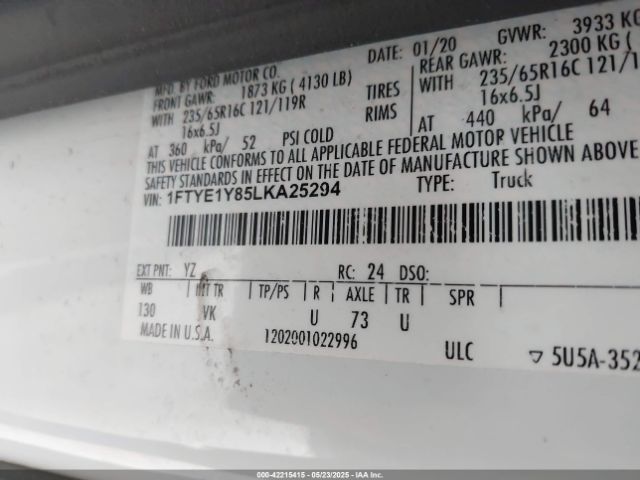 MFD. BY FORD MOTOR CO.
DATE: 01/20 GVWR: 3933 KG
FRONT GAWR: 1873 KG ( 4130 LB)
REAR GAWR: 2300 KG
WITH 235/65R16C 121/119R TIRES WITH 235/65R16C 121/1
16x6.5J RIMS 16x6.5J
AT 360 kPa/ 52 PSI COLD AT 440 kPa/ 64
THIS VEHICLE CONFORMS TO ALL APPLICABLE FEDERAL MOTOR VEHICLE
SAFETY STANDARDS IN EFFECT ON THE DATE OF MANUFACTURE SHOWN ABOVE
VIN: 1FTYE1Y85LKA25294 TYPE: Truck
EXT PNT: YZ RC: 24 DSO:
WB INT TR TP/PS R AXLE TR SPR
130 VK U 73 U
MADE IN U.S.A. 1202001022996 ULC ▽ 5U5A-352
000-42215415 - 05/23/2025 - IAAI.COM